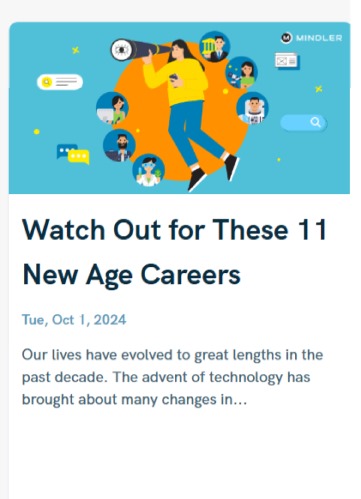 MINDLER
Watch Out for These 11
New Age Careers
Tue, Oct 1, 2024
Our lives have evolved to great lengths in the
past decade. The advent of technology has
brought about many changes in...